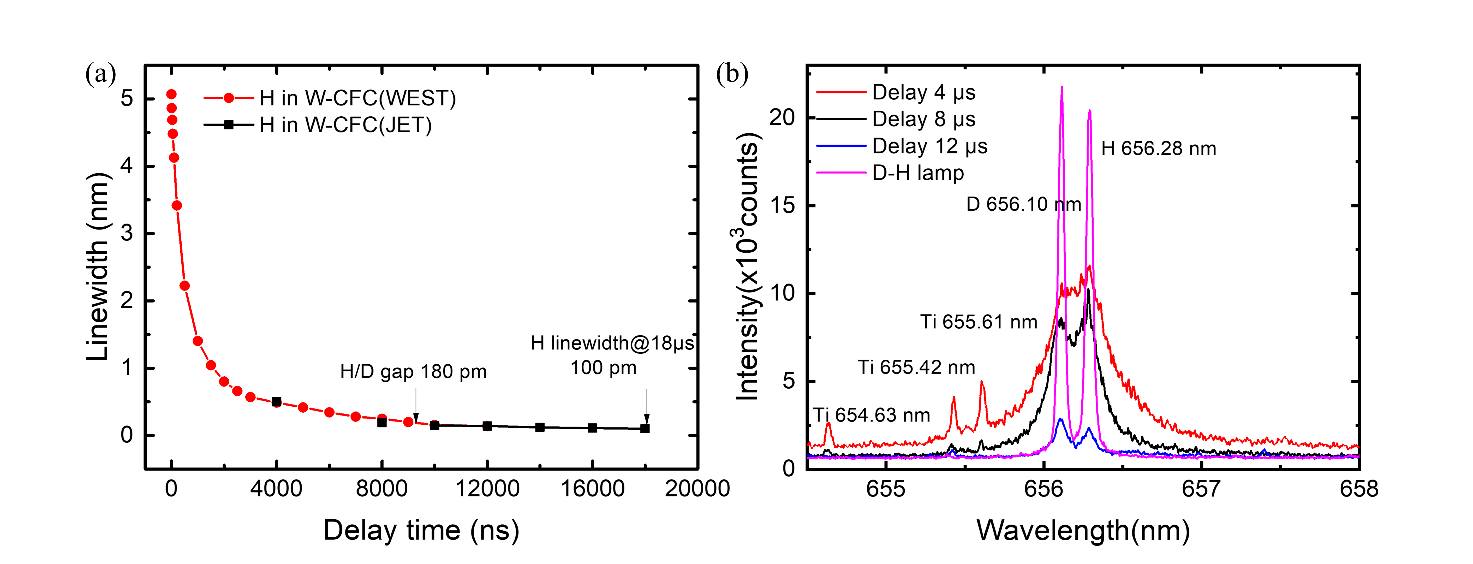 (a)
H in W-CFC(WEST)
H in W-CFC(JET)
H linewidth@18µs
100 pm
H/D gap 180 pm
Linewidth (nm)
5
4
3
2
1
0
0
4000
8000
12000
16000
20000
Delay time (ns)
(b)
Delay 4 µs
Delay 8 µs
Delay 12 µs
D-H lamp
H 656.28 nm
D 656.10 nm
Ti 655.61 nm
Ti 655.42 nm
Ti 654.63 nm
Intensity(x10³counts)
20
15
10
5
0
655
656
657
658
Wavelength(nm)